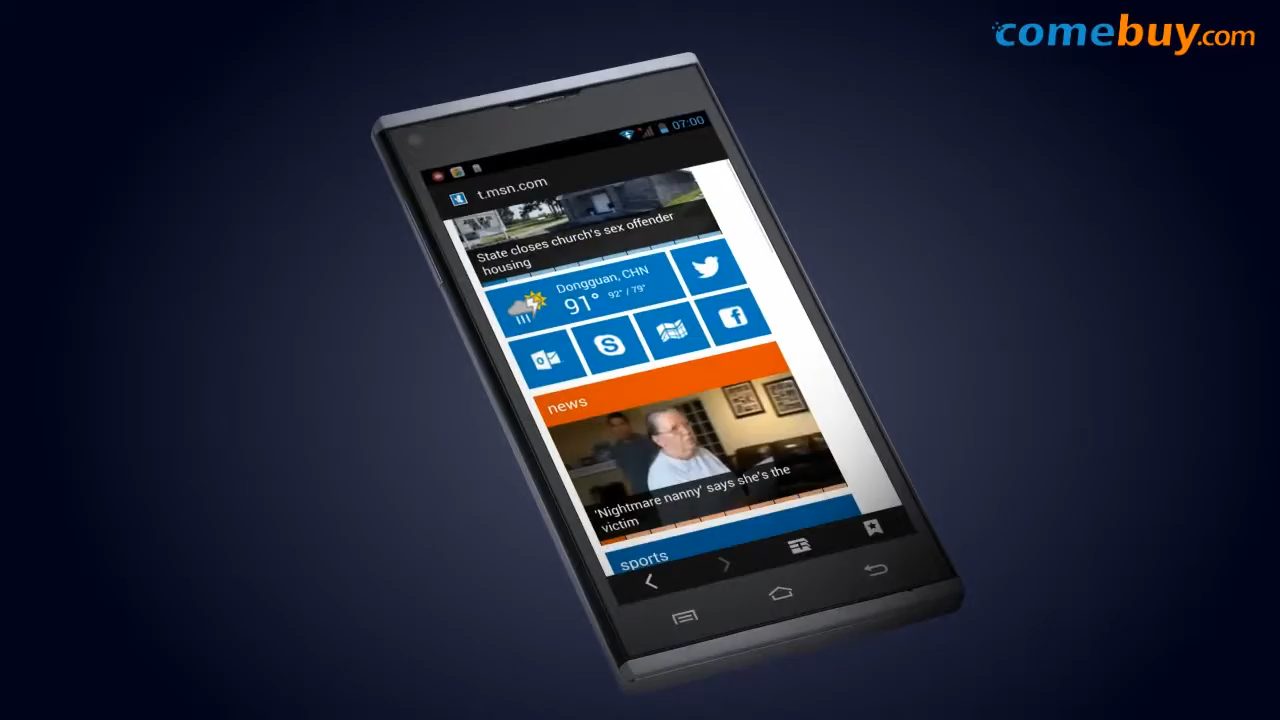 comebuy.com
07:00
t.msn.com
State closes church's sex offender
housing
Dongguan, CHN
91° 92° / 79°
news
'Nightmare nanny' says she's the
victim
sports